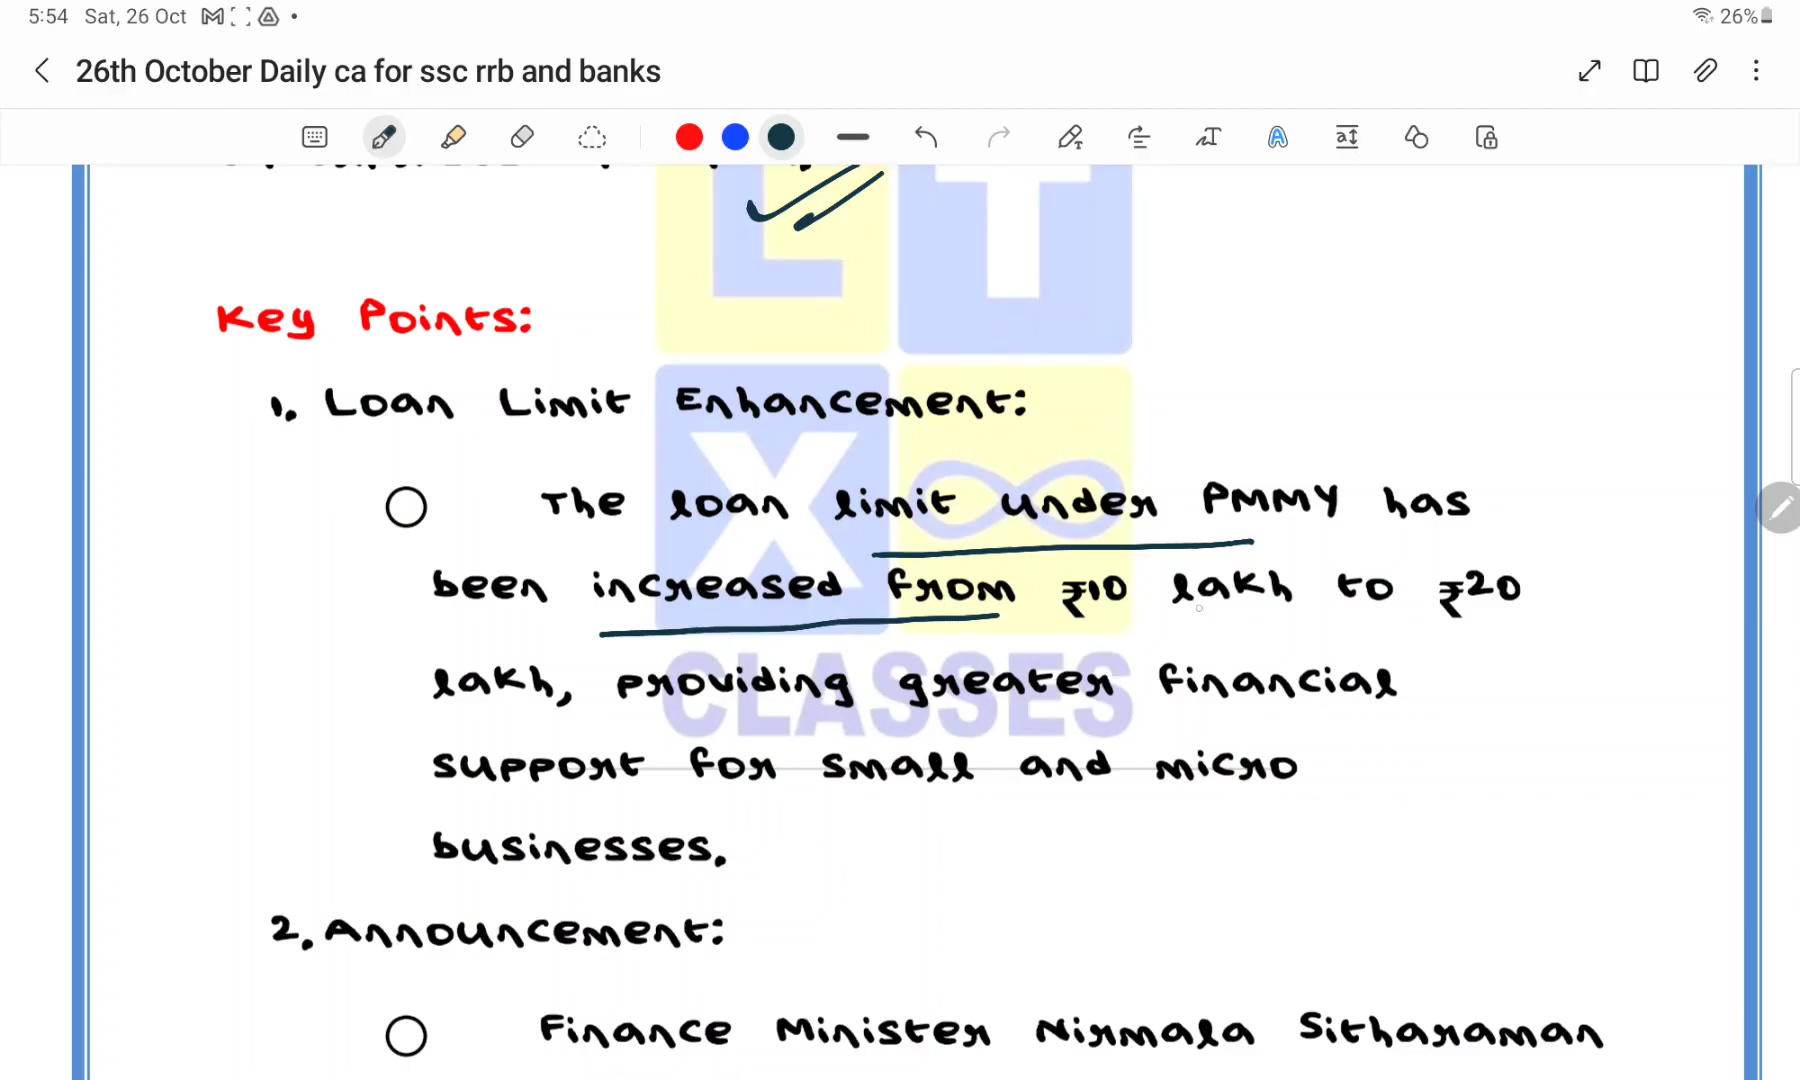 5:54 Sat, 26 Oct
26%
26th October Daily ca for ssc rrb and banks
L T
Key Points:
1. Loan Limit Enhancement:
The loan limit under PMMY has
been increased from ₹10 lakh to ₹20
lakh, providing greater financial
support for small and micro
businesses.
X ∞
CLASSES
2. Announcement:
Finance Minister Nirmala Sitharaman